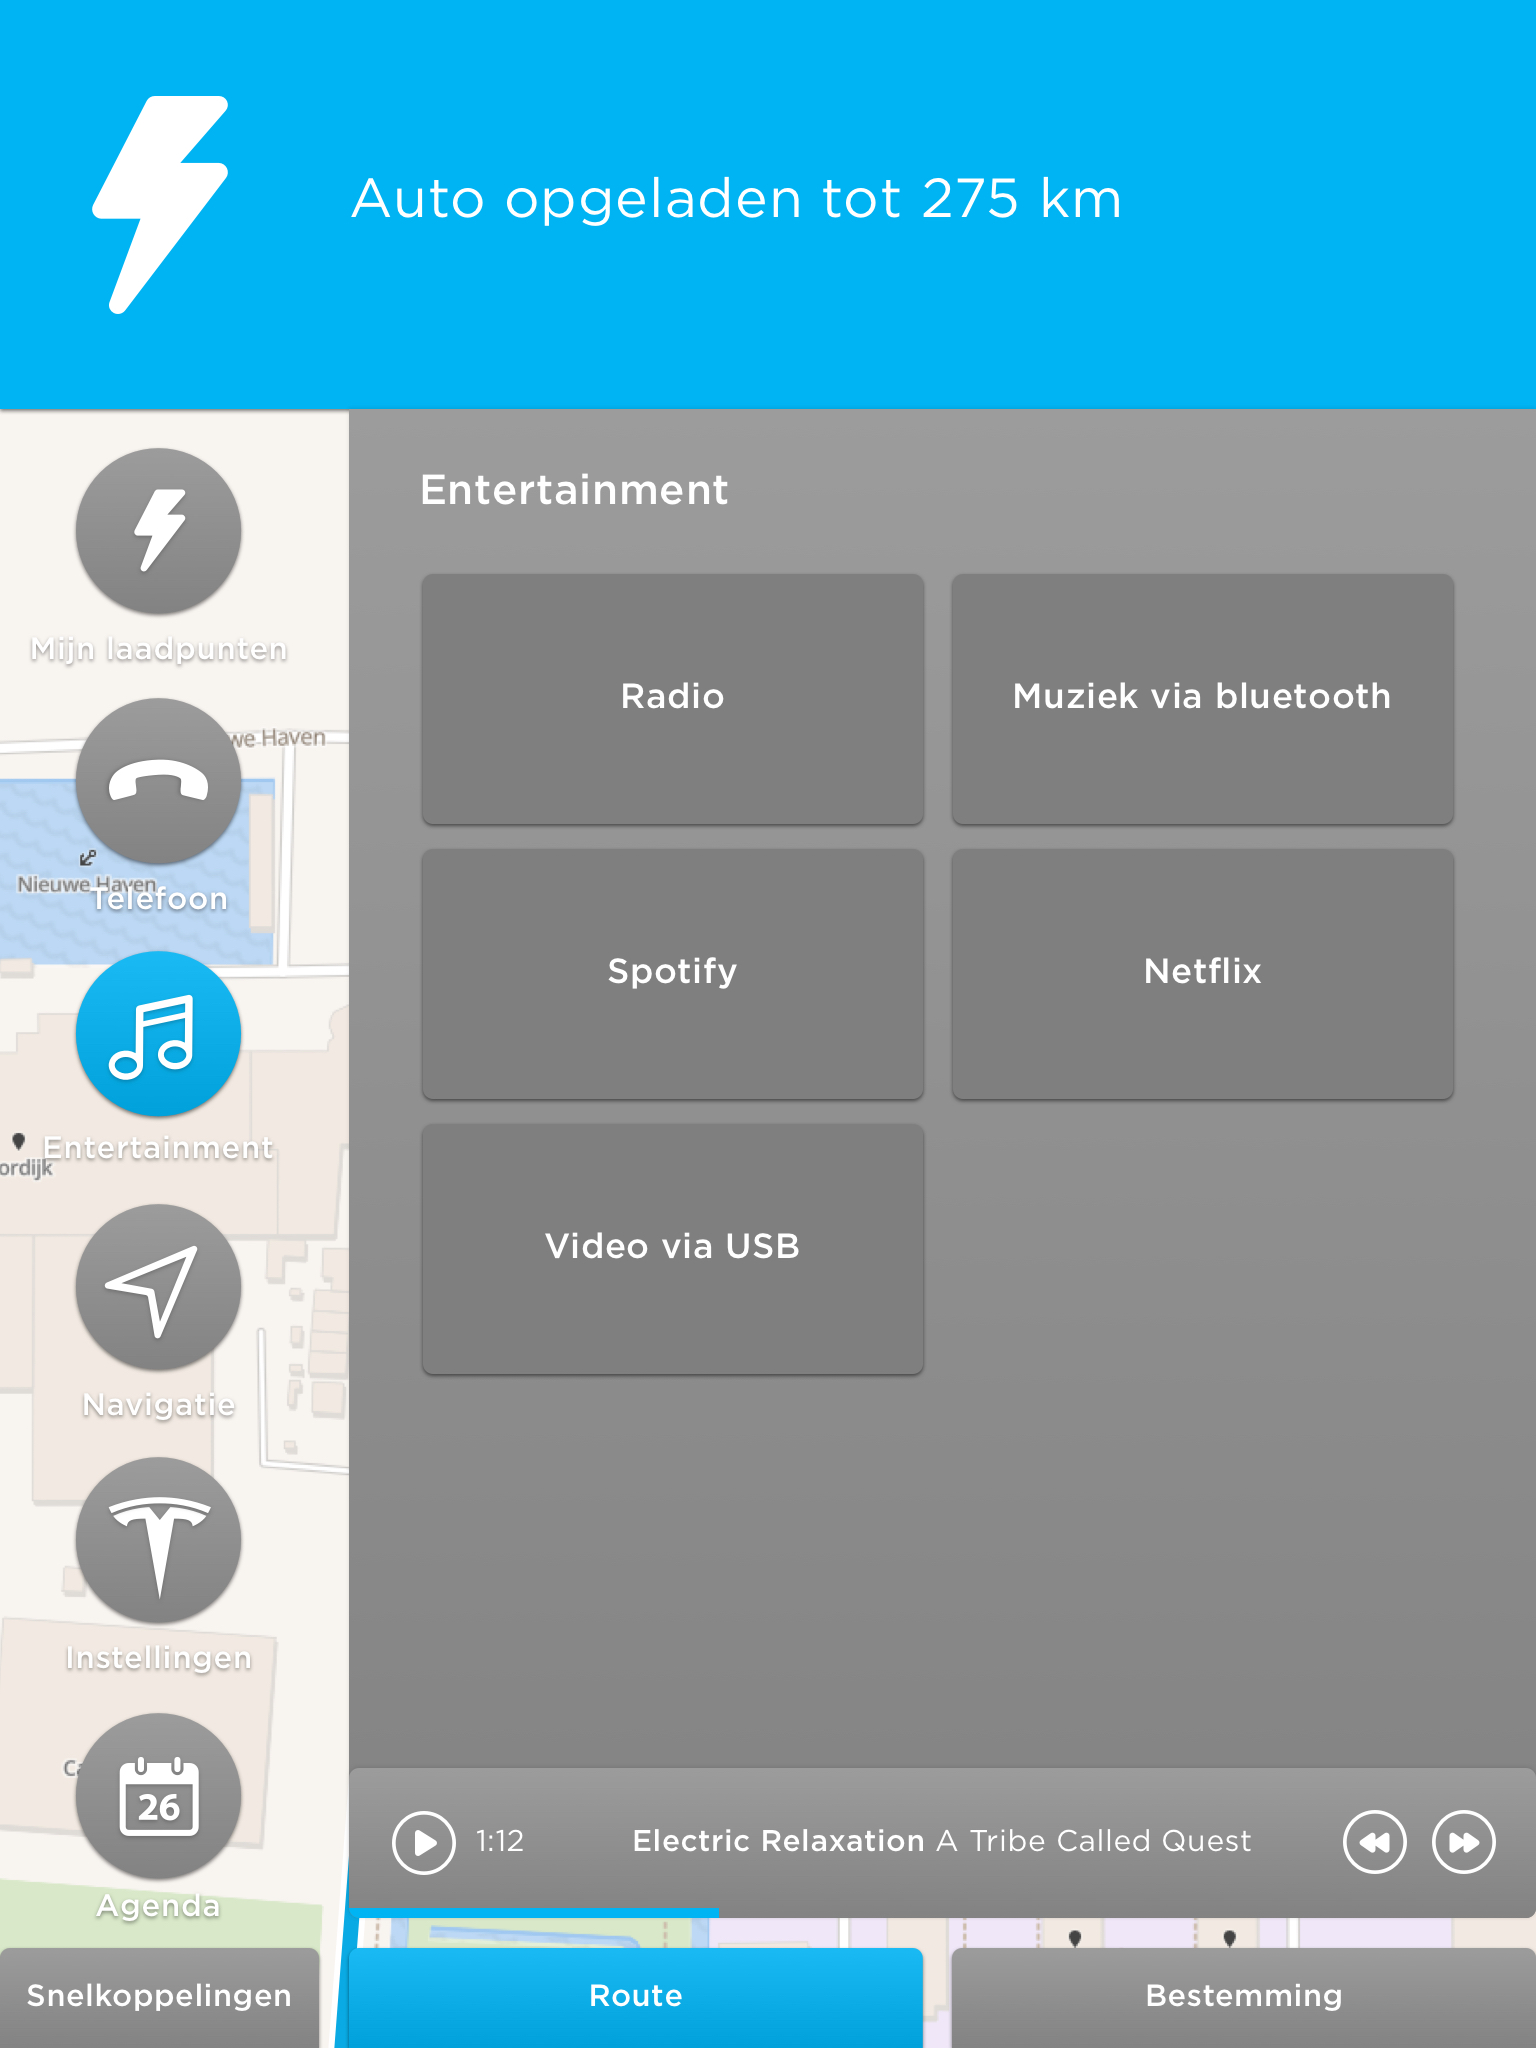 Auto opgeladen tot 275 km
Entertainment
Radio
Muziek via bluetooth
Spotify
Netflix
Video via USB
Mijn laadpunten
we Haven
Nieuwe Haven
Telefoon
Entertainment
ordijk
Navigatie
Instellingen
Ca
26
Agenda
1:12
Electric Relaxation A Tribe Called Quest
Snelkoppelingen
Route
Bestemming